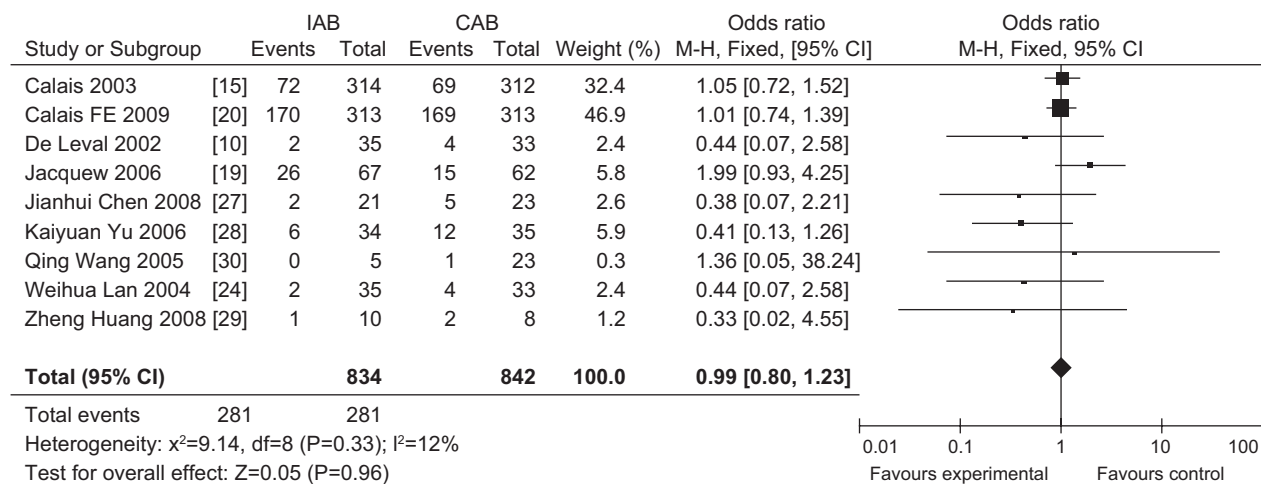 IAB CAB Odds ratio Odds ratio
Study or Subgroup Events Total Events Total Weight (%) M-H, Fixed, [95% CI] M-H, Fixed, 95% CI
Calais 2003 [15] 72 314 69 312 32.4 1.05 [0.72, 1.52]
Calais FE 2009 [20] 170 313 169 313 46.9 1.01 [0.74, 1.39]
De Leval 2002 [10] 2 35 4 33 2.4 0.44 [0.07, 2.58]
Jacquew 2006 [19] 26 67 15 62 5.8 1.99 [0.93, 4.25]
Jianhui Chen 2008 [27] 2 21 5 23 2.6 0.38 [0.07, 2.21]
Kaiyuan Yu 2006 [28] 6 34 12 35 5.9 0.41 [0.13, 1.26]
Qing Wang 2005 [30] 0 5 1 23 0.3 1.36 [0.05, 38.24]
Weihua Lan 2004 [24] 2 35 4 33 2.4 0.44 [0.07, 2.58]
Zheng Huang 2008 [29] 1 10 2 8 1.2 0.33 [0.02, 4.55]
Total (95% CI) 834 842 100.0 0.99 [0.80, 1.23]
Total events 281 281
Heterogeneity: x²=9.14, df=8 (P=0.33); I²=12%
Test for overall effect: Z=0.05 (P=0.96)
0.01 0.1 1 10 100
Favours experimental Favours control